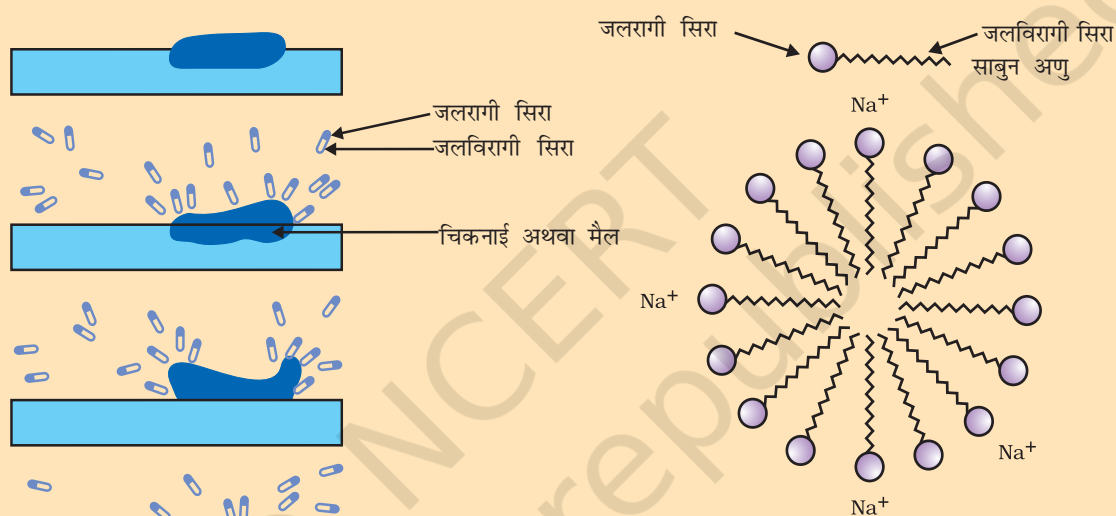 जलरागी सिरा
जलविरागी सिरा
साबुन अणु
Na⁺
जलरागी सिरा
जलविरागी सिरा
चिकनाई अथवा मैल
Na⁺
Na⁺
Na⁺
NCERT
republished